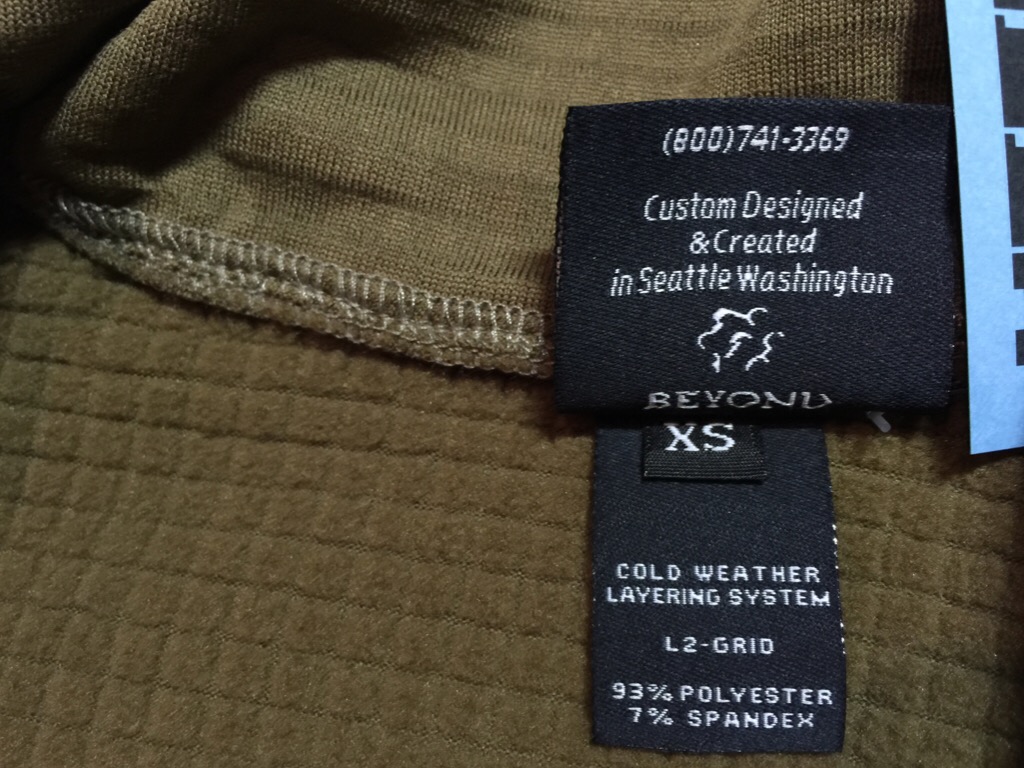 (800)741-3369
Custom Designed
&Created
in Seattle Washington
BEYOND
XS
COLD WEATHER
LAYERING SYSTEM
L2-GRID
93% POLYESTER
7% SPANDEX